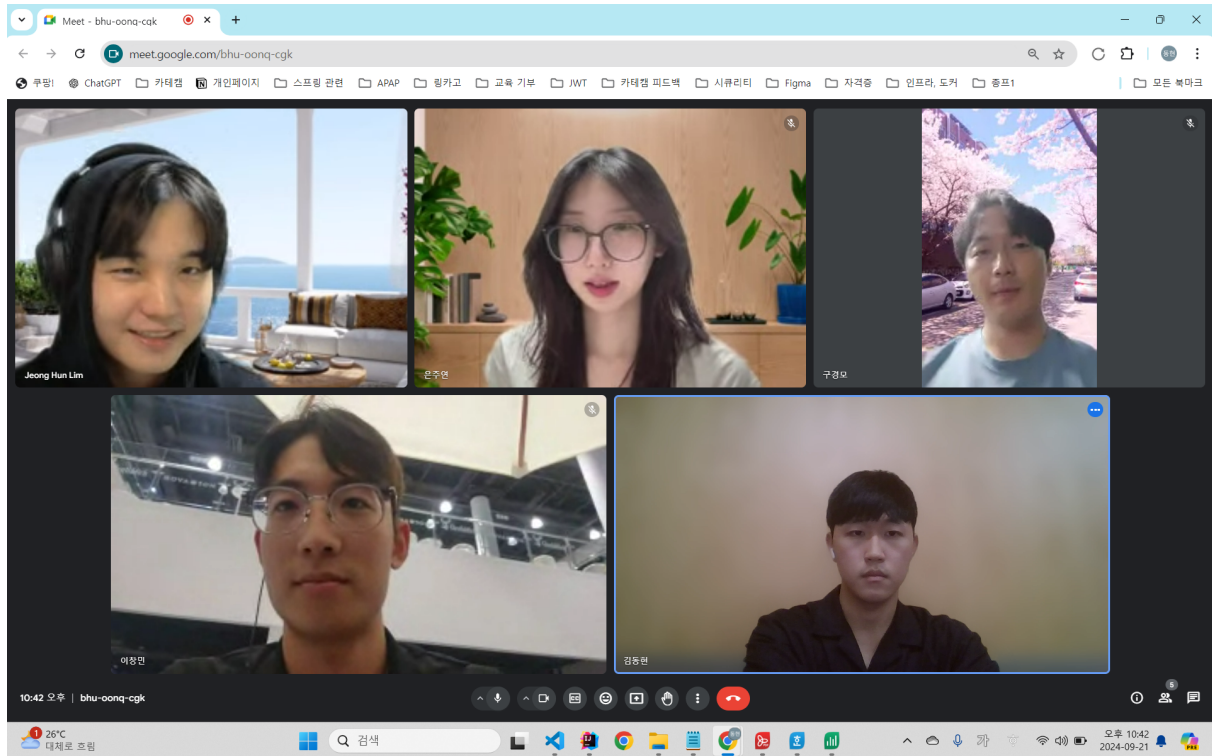 Meet - bhu-oonq-cgk
meet.google.com/bhu-oonq-cgk
쿠팡! ChatGPT 카테캠 개인페이지 스프링 관련 APAP 링카고 교육 기부 JWT 카테캠 피드백 시큐리티 Figma 자격증 인프라, 도커 종프1 모든 북마크
Jeong Hun Lim
은주연
구경모
이창민
김동현
10:42 오후 | bhu-oonq-cgk
5
1
26°C
대체로 흐림
검색
가
오후 10:42
2024-09-21